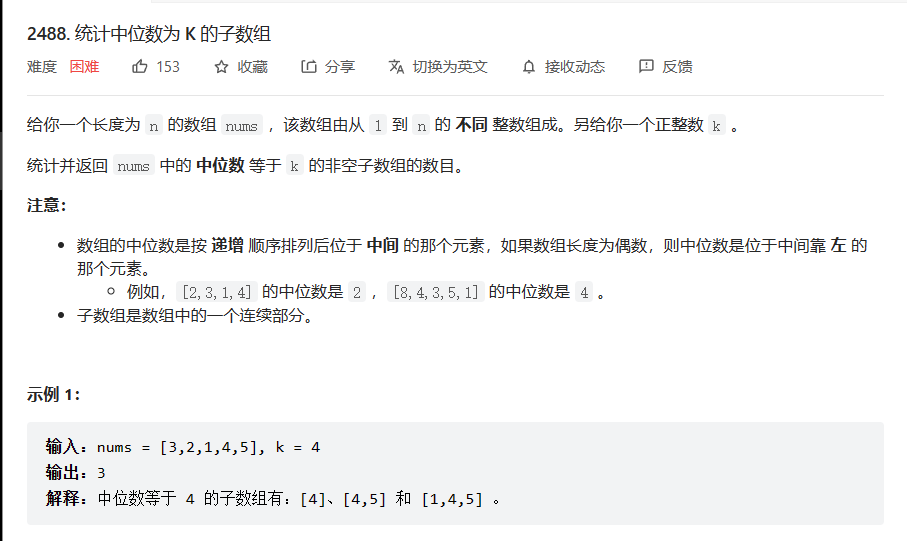 2488. 统计中位数为 K 的子数组
难度 困难 153 收藏 分享 切换为英文 接收动态 反馈
给你一个长度为 n 的数组 nums ，该数组由从 1 到 n 的 不同 整数组成。另给你一个正整数 k 。
统计并返回 nums 中的 中位数 等于 k 的非空子数组的数目。
注意：
数组的中位数是按 递增 顺序排列后位于 中间 的那个元素，如果数组长度为偶数，则中位数是位于中间靠 左 的
那个元素。
例如，[2,3,1,4] 的中位数是 2 ，[8,4,3,5,1] 的中位数是 4 。
子数组是数组中的一个连续部分。
示例 1：
输入：nums = [3,2,1,4,5], k = 4
输出：3
解释：中位数等于 4 的子数组有：[4]、[4,5] 和 [1,4,5] 。